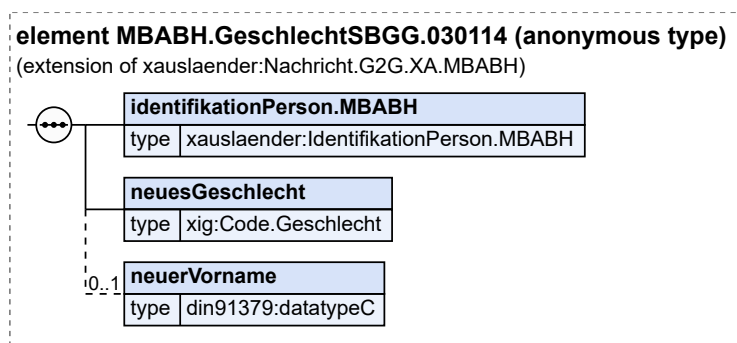 element MBABH.GeschlechtSBGG.030114 (anonymous type)
(extension of xauslaender:Nachricht.G2G.XA.MBABH)
identifikationPerson.MBABH
type xauslaender:IdentifikationPerson.MBABH
neuesGeschlecht
type xig:Code.Geschlecht
0..1 neuerVorname
type din91379:datatypeC